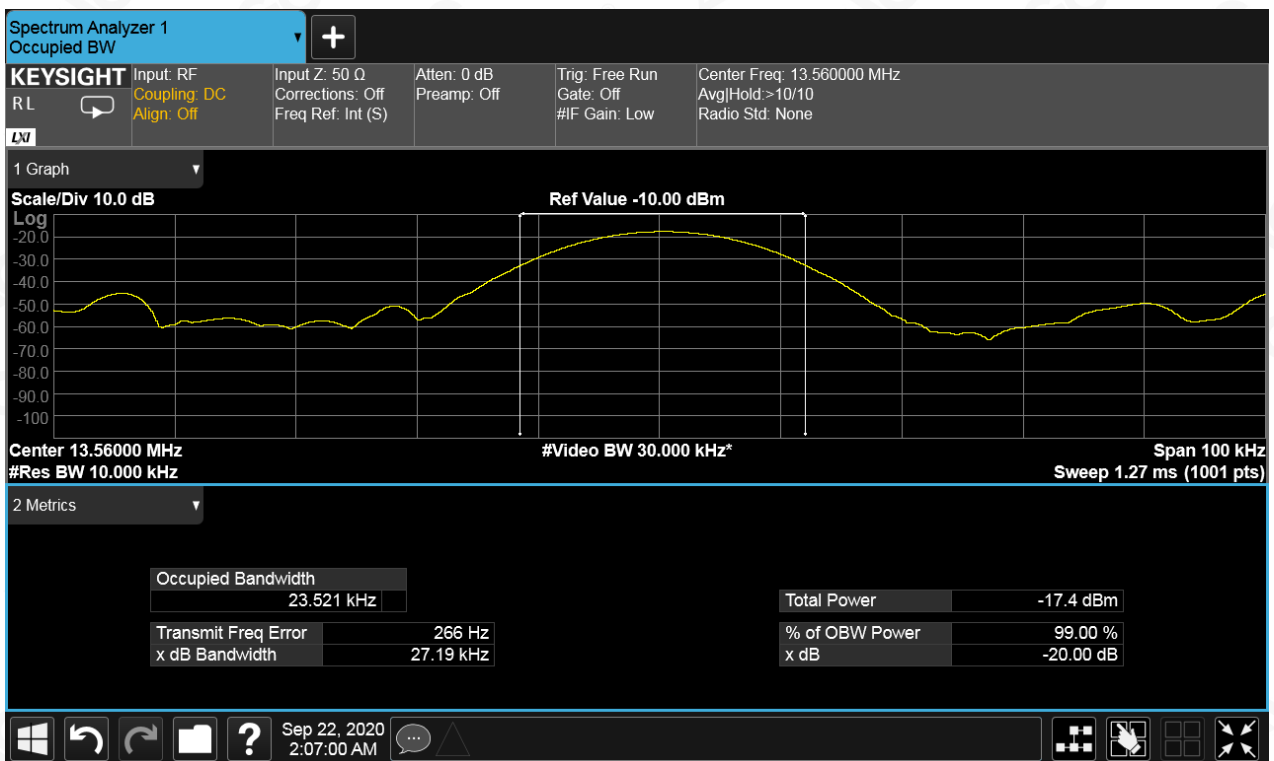 Spectrum Analyzer 1
Occupied BW
KEYSIGHT Input: RF Input Z: 50 Ω Atten: 0 dB Trig: Free Run Center Freq: 13.560000 MHz
RL Coupling: DC Corrections: Off Preamp: Off Gate: Off Avg|Hold:>10/10
Align: Off Freq Ref: Int (S) #IF Gain: Low Radio Std: None
LXI
1 Graph
Scale/Div 10.0 dB Ref Value -10.00 dBm
Log
-20.0
-30.0
-40.0
-50.0
-60.0
-70.0
-80.0
-90.0
-100
Center 13.56000 MHz #Video BW 30.000 kHz* Span 100 kHz
#Res BW 10.000 kHz Sweep 1.27 ms (1001 pts)
2 Metrics
Occupied Bandwidth
23.521 kHz Total Power -17.4 dBm
Transmit Freq Error 266 Hz % of OBW Power 99.00 %
x dB Bandwidth 27.19 kHz x dB -20.00 dB
Sep 22, 2020
2:07:00 AM